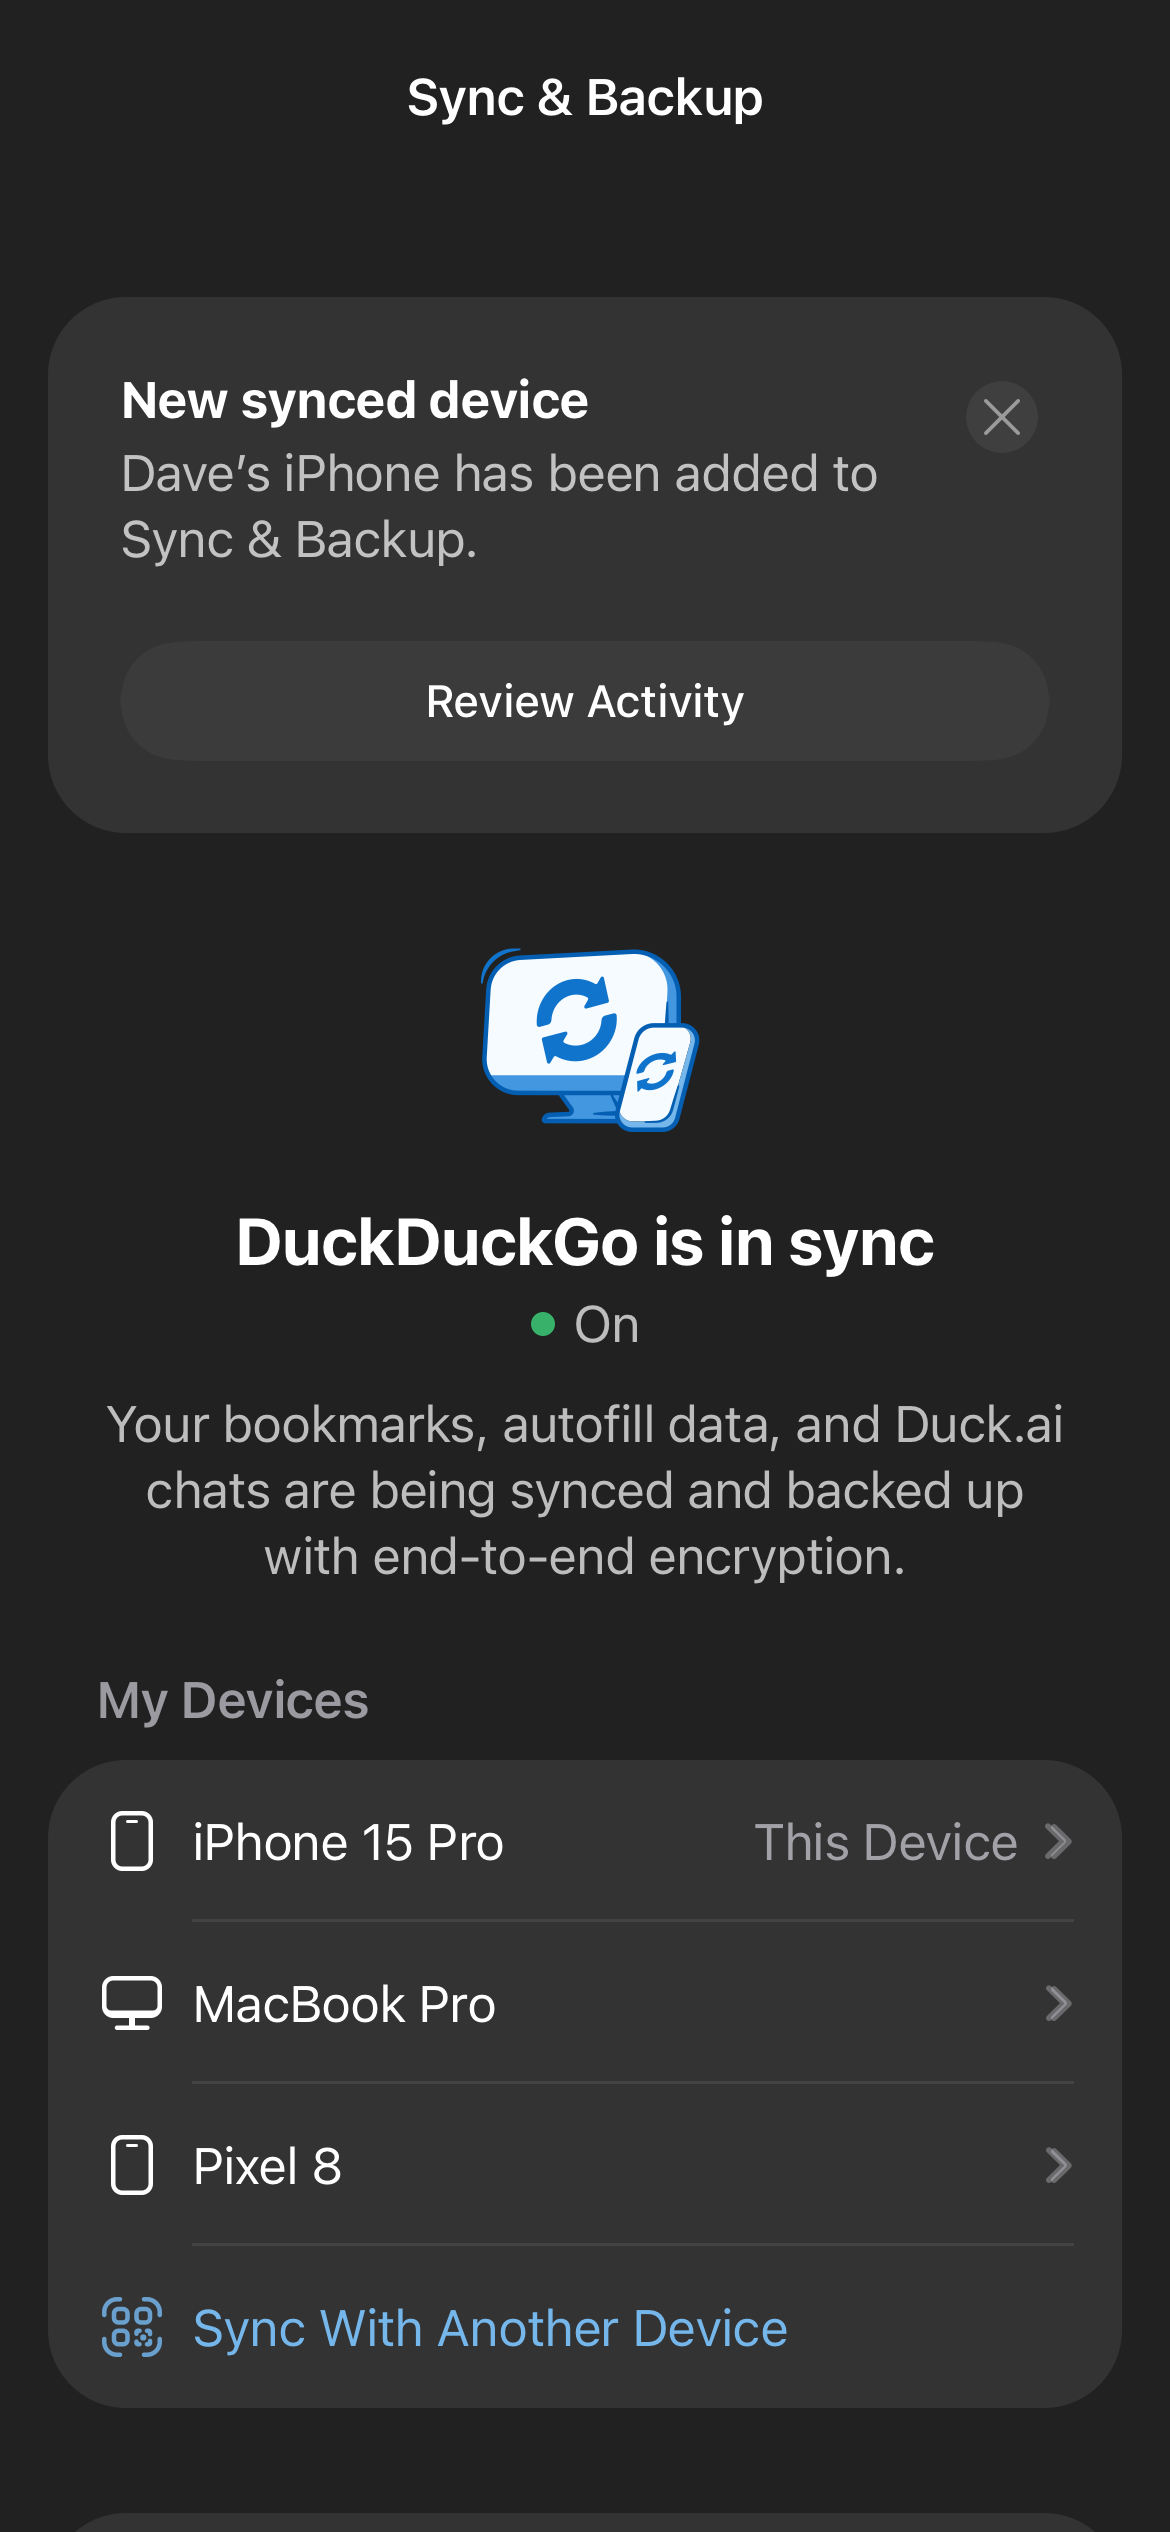 Sync & Backup
New synced device
Dave’s iPhone has been added to
Sync & Backup.
Review Activity
DuckDuckGo is in sync
On
Your bookmarks, autofill data, and Duck.ai
chats are being synced and backed up
with end-to-end encryption.
My Devices
iPhone 15 Pro This Device
MacBook Pro
Pixel 8
Sync With Another Device